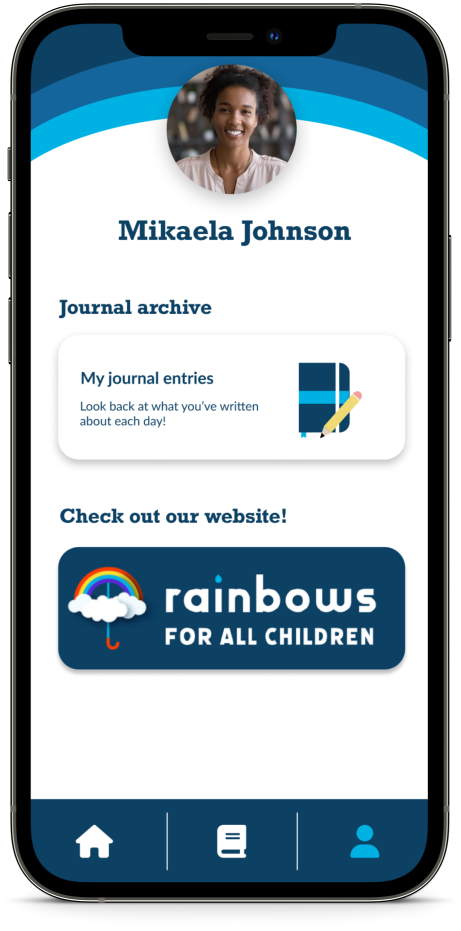 Mikaela Johnson
Journal archive
My journal entries
Look back at what you've written
about each day!
Check out our website!
rainbows
FOR ALL CHILDREN